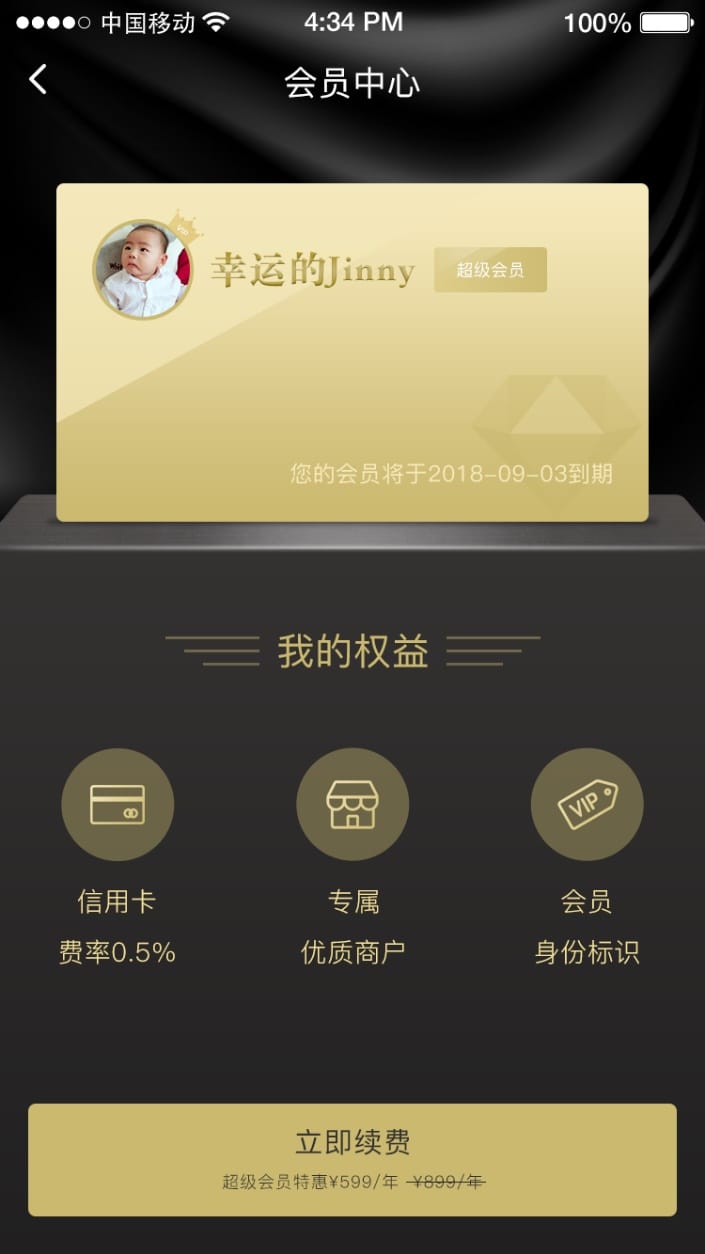 中国移动 4:34 PM 100%
会员中心
VIP
幸运的Jinny 超级会员
您的会员将于2018-09-03到期
我的权益
VIP
信用卡 专属 会员
费率0.5% 优质商户 身份标识
立即续费
超级会员特惠¥599/年 ¥899/年